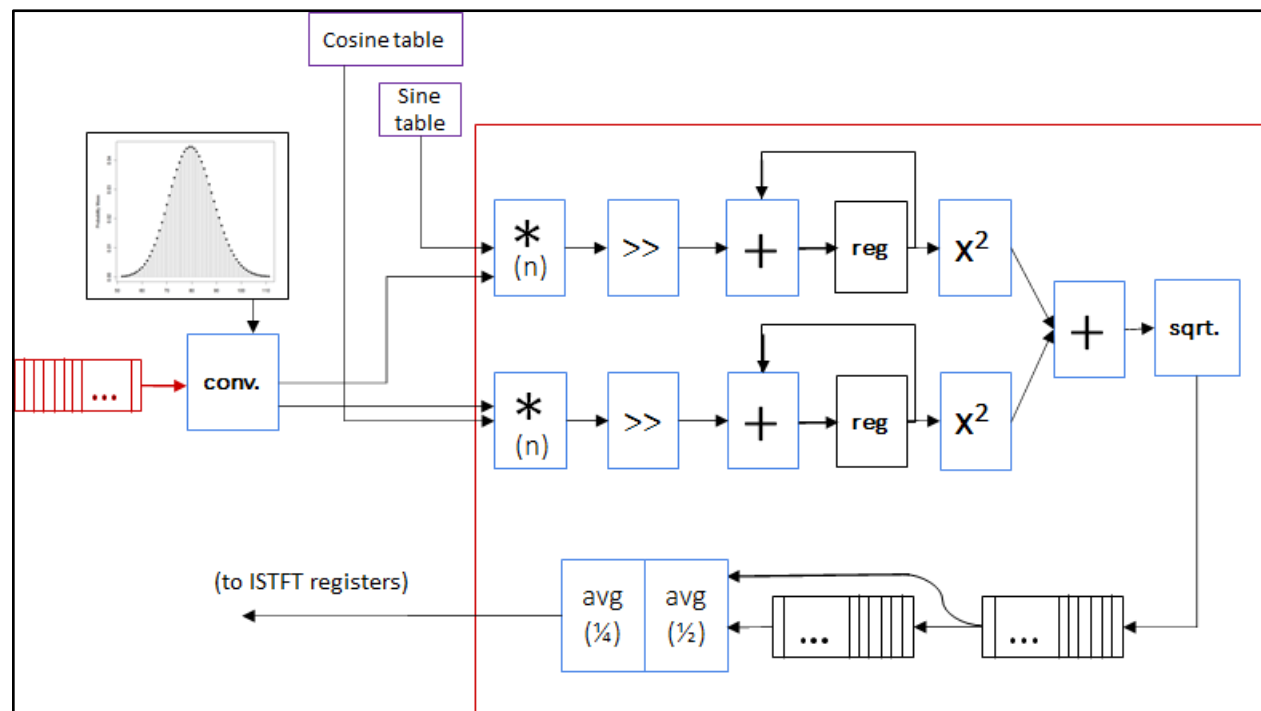 Cosine table
Sine
table
*
(n)
>>
+
reg
X²
conv.
+
sqrt.
*
(n)
>>
+
reg
X²
...
(to ISTFT registers)
avg
(¼)
avg
(½)
...
...